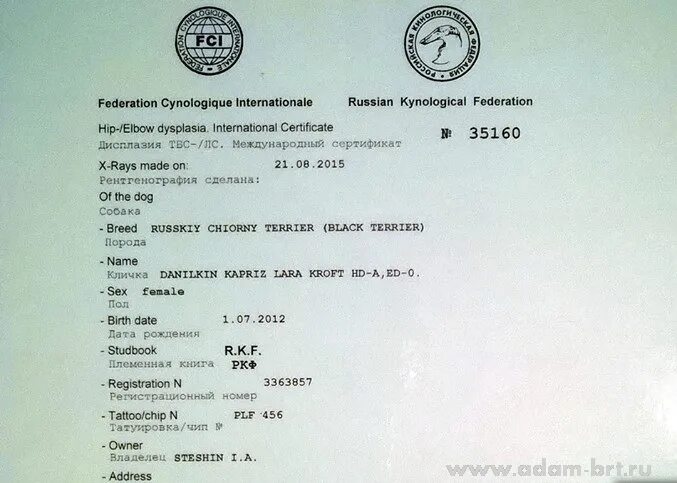 FEDERATION CYNOLOGIQUE INTERNATIONALE
FCI
РОССИЙСКАЯ КИНОЛОГИЧЕСКАЯ ФЕДЕРАЦИЯ
Federation Cynologique Internationale Russian Kynological Federation
Hip-/Elbow dysplasia. International Certificate № 35160
Дисплазия ТБС-/ЛС. Международный сертификат
X-Rays made on: 21.08.2015
Рентгенография сделана:
Of the dog
Собака
- Breed RUSSKIY CHIORNY TERRIER (BLACK TERRIER)
Порода
- Name
Кличка DANILKIN KAPRIZ LARA KROFT HD-A,ED-0.
- Sex female
Пол
- Birth date 1.07.2012
Дата рождения
- Studbook R.K.F.
Племенная книга РКФ
- Registration N 3363857
Регистрационный номер
- Tattoo/chip N PLF 456
Татуировка/чип №
- Owner
Владелец STESHIN I.A.
- Address
www.adam-brt.ru